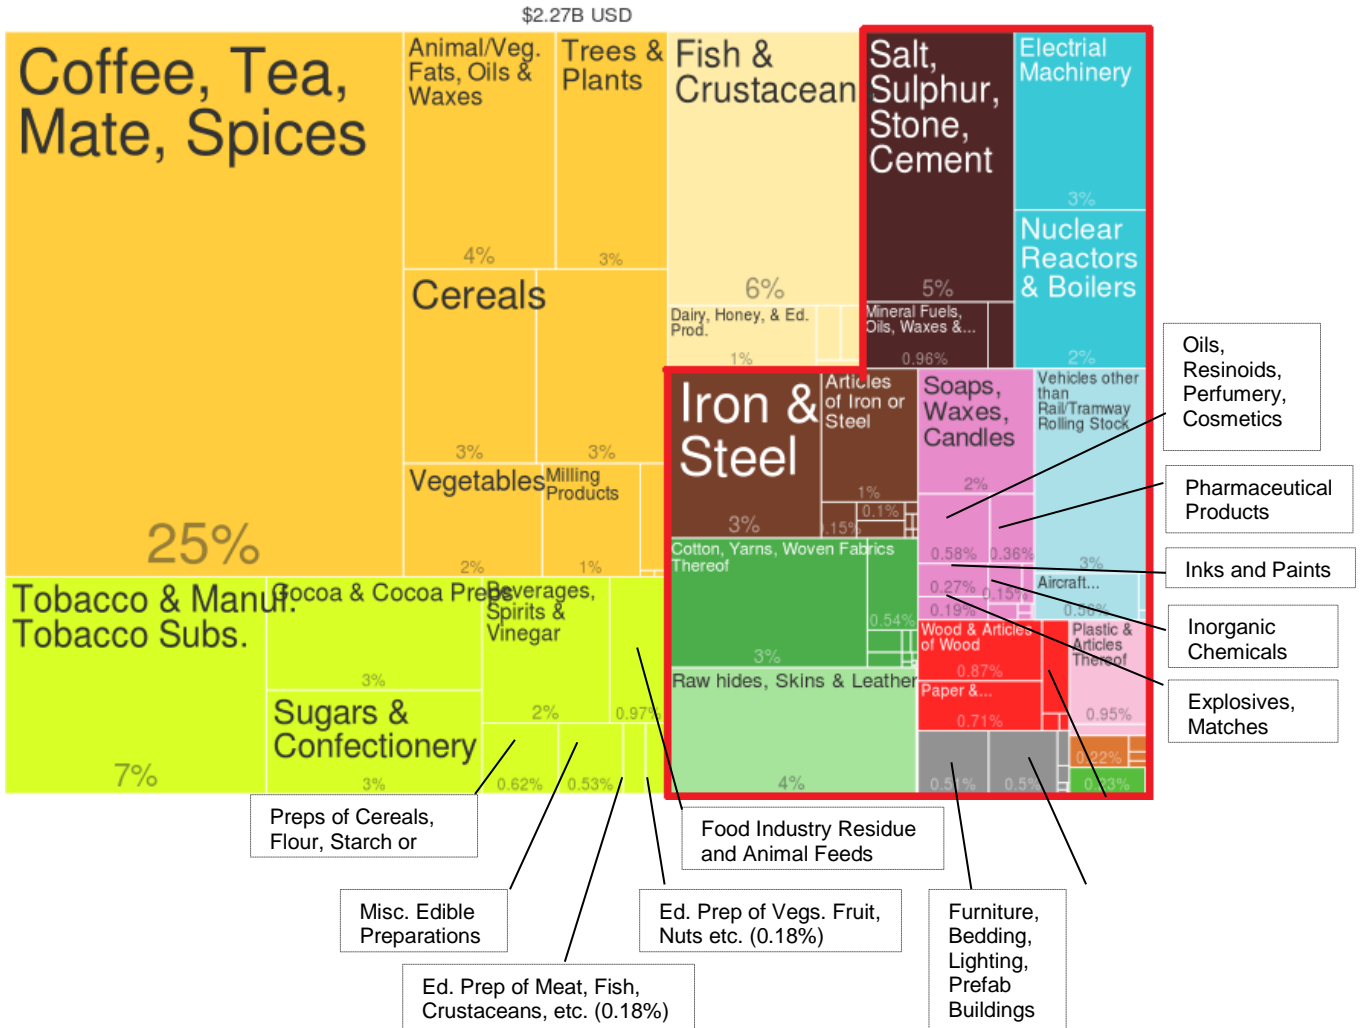 $2.27B USD
Coffee, Tea,
Mate, Spices
25%
Animal/Veg.
Fats, Oils &
Waxes
4%
Trees &
Plants
3%
Cereals
3%
3%
Vegetables
2%
Milling
Products
1%
Fish &
Crustacean
6%
Dairy, Honey, & Ed.
Prod.
1%
Salt,
Sulphur,
Stone,
Cement
5%
Mineral Fuels,
Oils, Waxes &...
0.96%
Electrial
Machinery
3%
Nuclear
Reactors
& Boilers
2%
Tobacco & Manuf.
Tobacco Subs.
7%
Cocoa & Cocoa Preps
3%
Sugars &
Confectionery
3%
Beverages,
Spirits &
Vinegar
2%
0.97%
0.62%
0.53%
Iron &
Steel
3%
Articles
of Iron or
Steel
1%
0.15%
0.1%
Cotton, Yarns, Woven Fabrics
Thereof
3%
0.54%
Raw hides, Skins & Leather
4%
Soaps,
Waxes,
Candles
2%
0.58%
0.36%
0.27%
0.15%
0.19%
Vehicles other
than
Rail/Tramway
Rolling Stock
3%
Aircraft...
0.56%
Wood & Articles
of Wood
0.87%
Paper &...
0.71%
Plastic &
Articles
Thereof
0.95%
0.51%
0.5%
0.22%
0.23%
Oils,
Resinoids,
Perfumery,
Cosmetics
Pharmaceutical
Products
Inks and Paints
Inorganic
Chemicals
Explosives,
Matches
Preps of Cereals,
Flour, Starch or
Misc. Edible
Preparations
Ed. Prep of Meat, Fish,
Crustaceans, etc. (0.18%)
Food Industry Residue
and Animal Feeds
Ed. Prep of Vegs. Fruit,
Nuts etc. (0.18%)
Furniture,
Bedding,
Lighting,
Prefab
Buildings